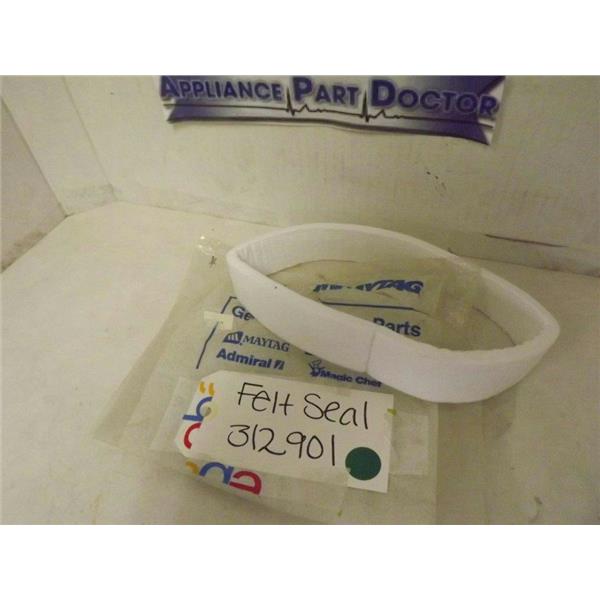 APPLIANCE PART DOCTOR
MAYTAG
Ge Parts
MAYTAG
Admiral
Magic Chef
Felt Seal
312901